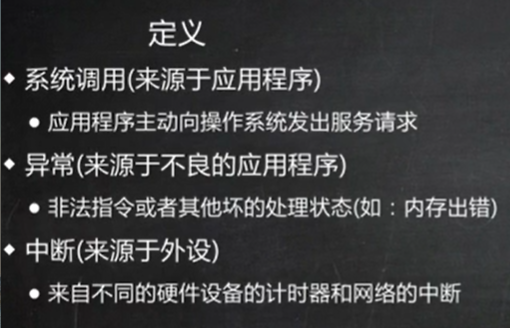 定义
系统调用(来源于应用程序)
应用程序主动向操作系统发出服务请求
异常(来源于不良的应用程序)
非法指令或者其他坏的处理状态(如：内存出错)
中断(来源于外设)
来自不同的硬件设备的计时器和网络的中断